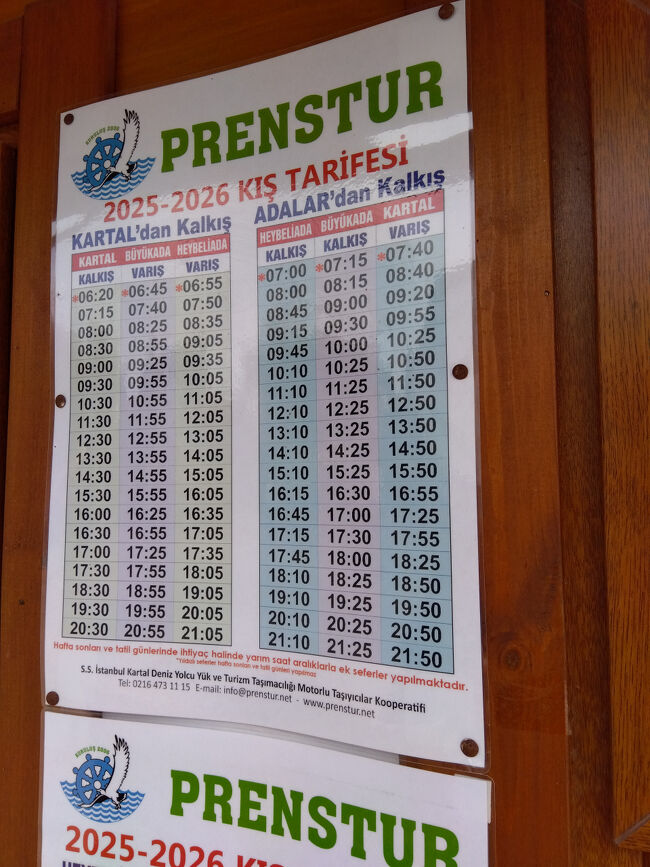 KURULUŞ 2006
PRENSTUR
2025-2026 KIŞ TARİFESİ
KARTAL'dan Kalkış
KARTAL BÜYÜKADA HEYBELİADA
KALKIŞ VARIŞ VARIŞ
*06:20 *06:45 *06:55
07:15 07:40 07:50
08:00 08:25 08:35
08:30 08:55 09:05
09:00 09:25 09:35
09:30 09:55 10:05
10:30 10:55 11:05
11:30 11:55 12:05
12:30 12:55 13:05
13:30 13:55 14:05
14:30 14:55 15:05
15:30 15:55 16:05
16:00 16:25 16:35
16:30 16:55 17:05
17:00 17:25 17:35
17:30 17:55 18:05
18:30 18:55 19:05
19:30 19:55 20:05
20:30 20:55 21:05
ADALAR'dan Kalkış
HEYBELİADA BÜYÜKADA KARTAL
KALKIŞ KALKIŞ VARIŞ
*07:00 *07:15 *07:40
08:00 08:15 08:40
08:45 09:00 09:20
09:15 09:30 09:55
09:45 10:00 10:25
10:10 10:25 10:50
11:10 11:25 11:50
12:10 12:25 12:50
13:10 13:25 13:50
14:10 14:25 14:50
15:10 15:25 15:50
16:15 16:30 16:55
16:45 17:00 17:25
17:15 17:30 17:55
17:45 18:00 18:25
18:10 18:25 18:50
19:10 19:25 19:50
20:10 20:25 20:50
21:10 21:25 21:50
Hafta sonları ve tatil günlerinde ihtiyaç halinde yarım saat aralıklarla ek seferler yapılmaktadır.
*Yıldızlı seferler hafta sonları ve tatil günleri yapılmaz
S.S. İstanbul Kartal Deniz Yolcu Yük ve Turizm Taşımacılığı Motorlu Taşıyıcılar Kooperatifi
Tel: 0216 473 11 15 E-mail: info@prenstur.net - www.prenstur.net
KURULUŞ 2006
PRENSTUR
2025-2026 KIŞ